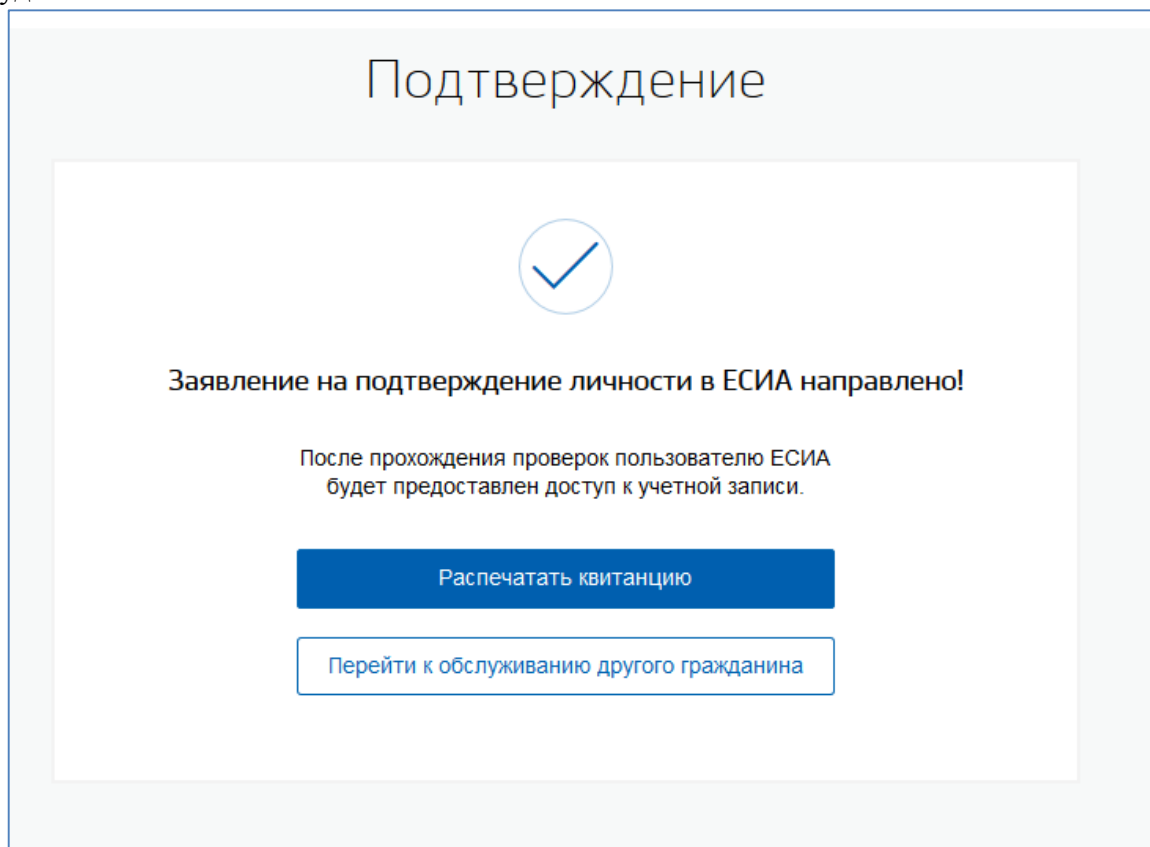 Подтверждение
Заявление на подтверждение личности в ЕСИА направлено!
После прохождения проверок пользователю ЕСИА
будет предоставлен доступ к учетной записи.
Распечатать квитанцию
Перейти к обслуживанию другого гражданина